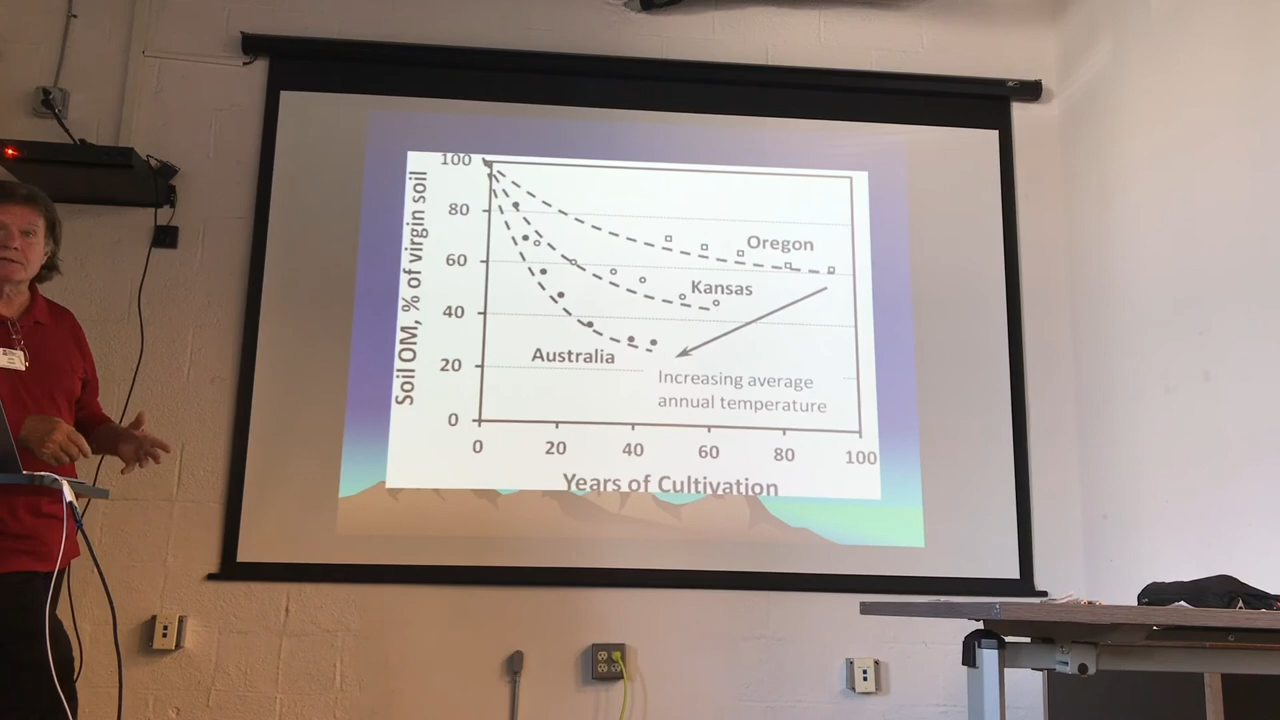 100
80
60
40
20
0
Soil OM, % of virgin soil
Oregon
Kansas
Australia
Increasing average
annual temperature
0 20 40 60 80 100
Years of Cultivation